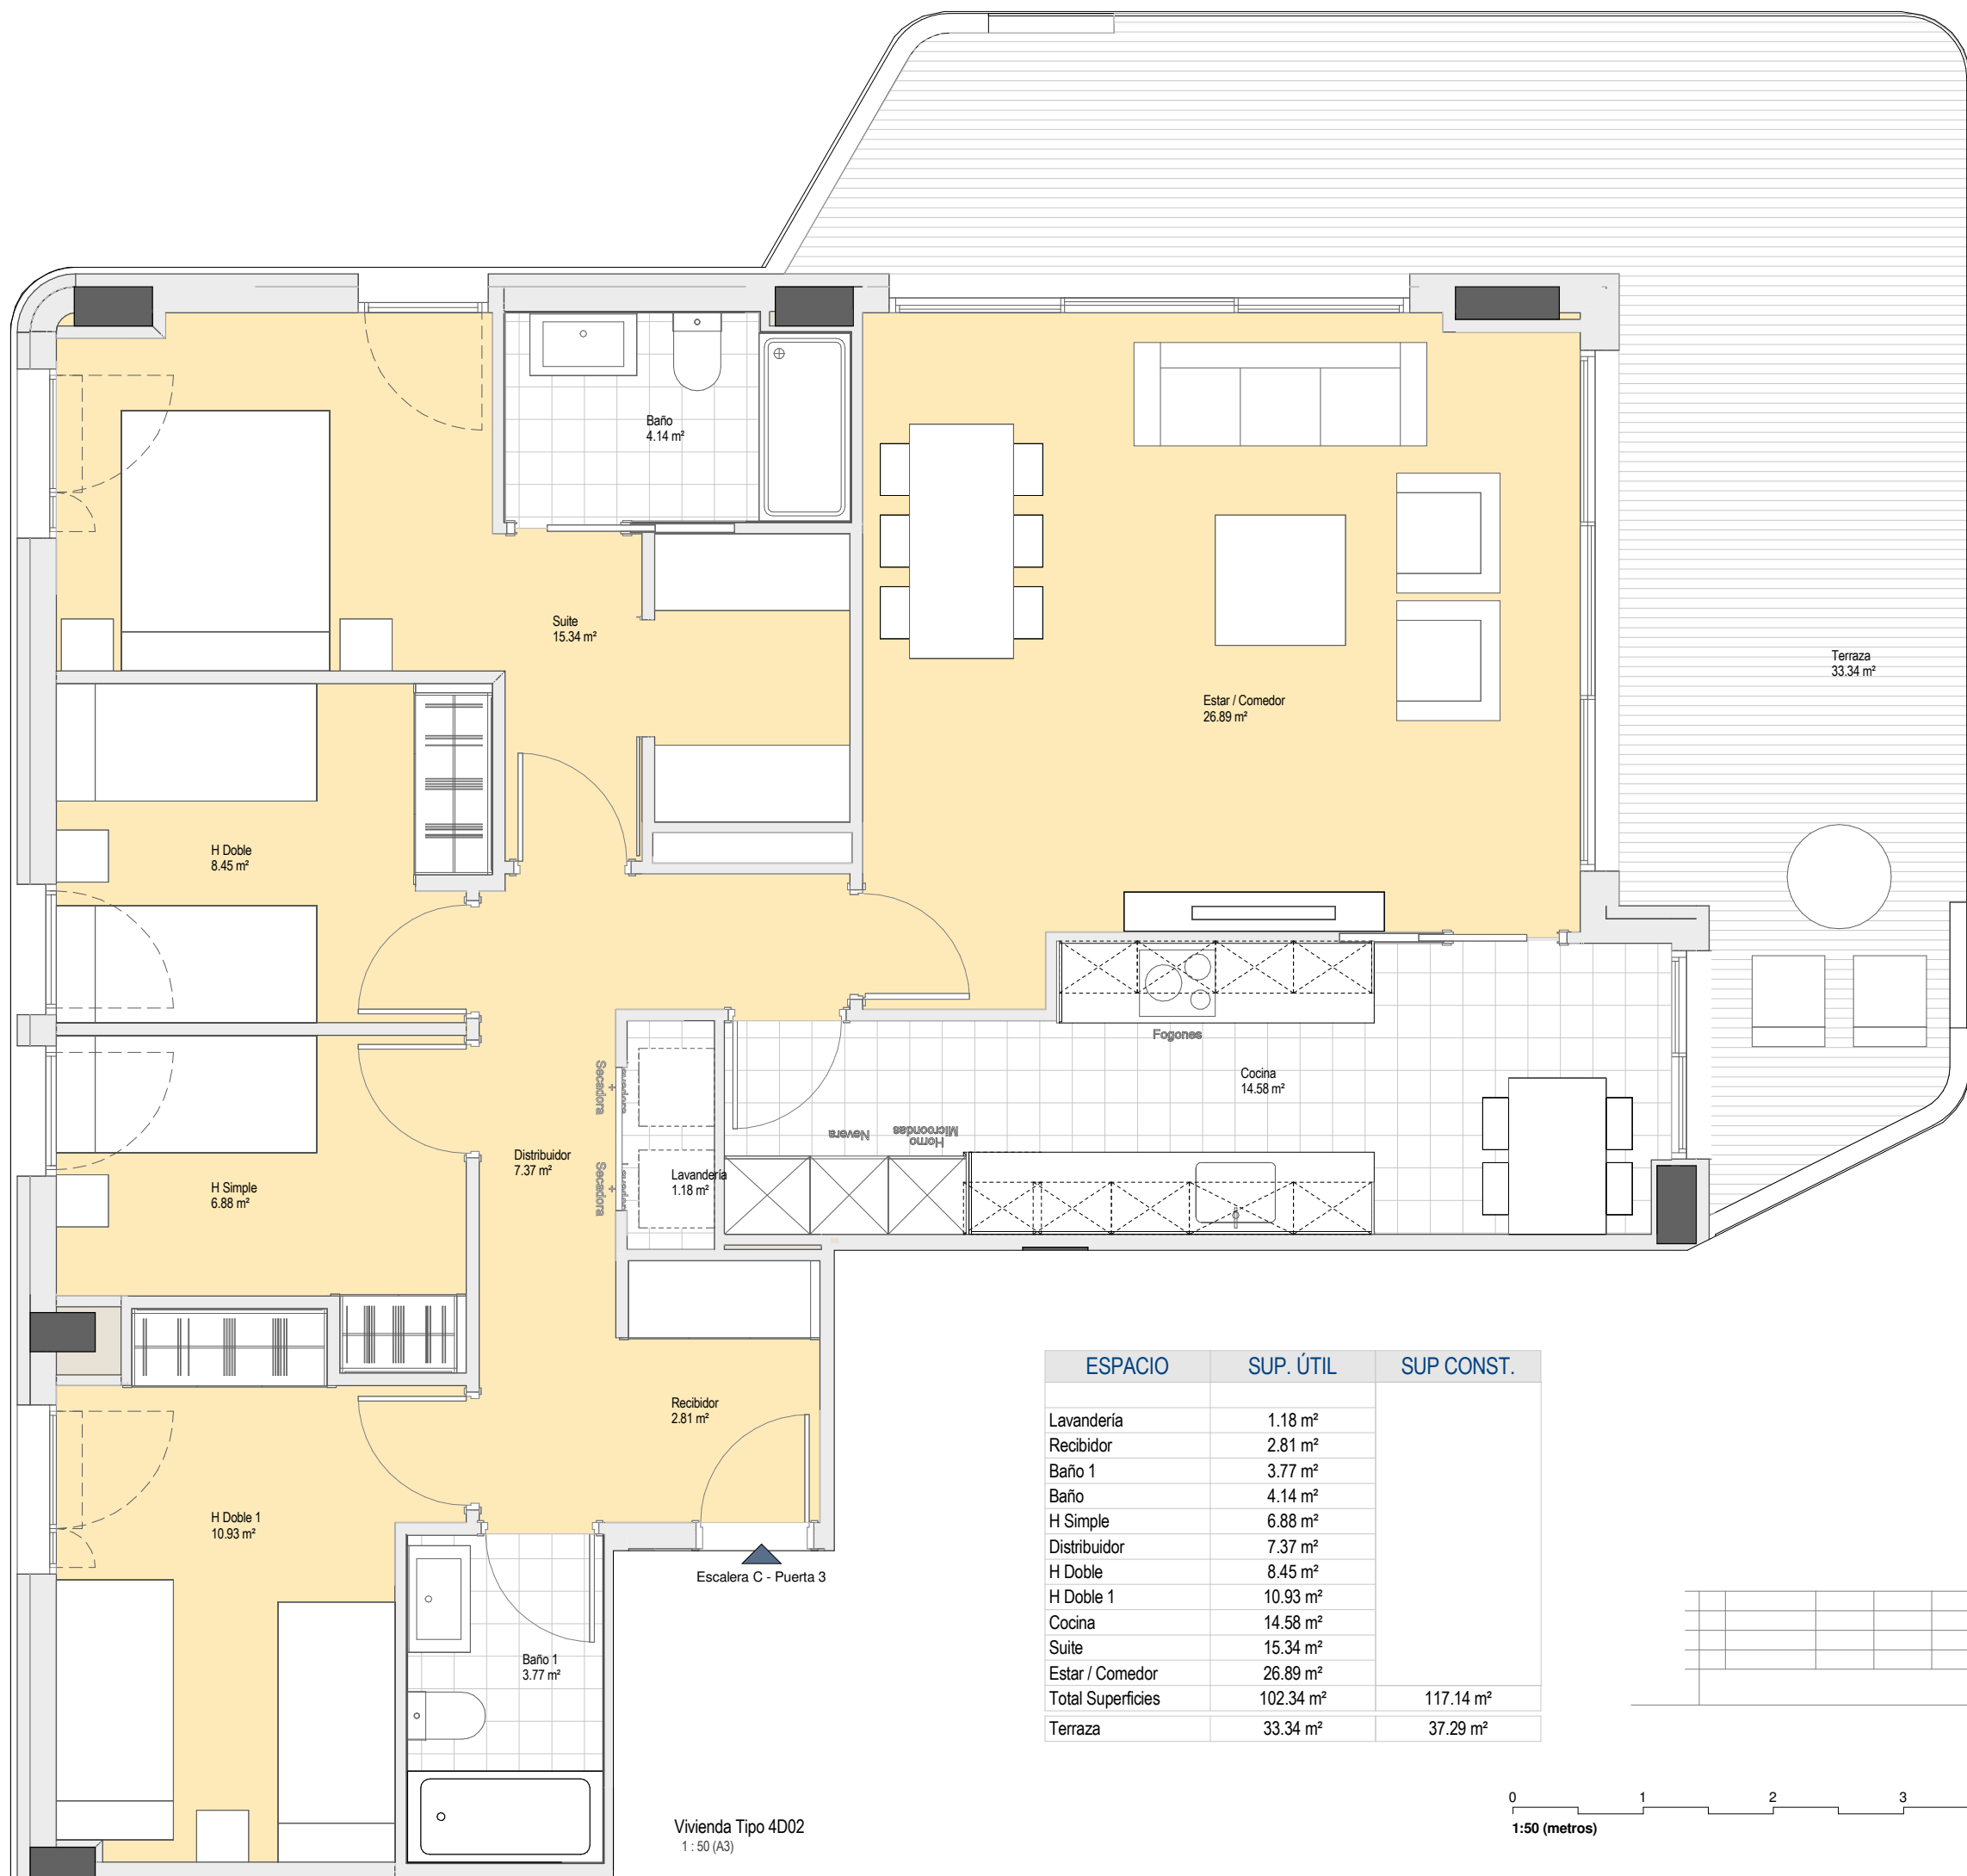 Baño
4.14 m²
Suite
15.34 m²
Estar / Comedor
26.89 m²
Terraza
33.34 m²
H Doble
8.45 m²
Fogones
Cocina
14.58 m²
Secadora
Nevera
Horno
Microondas
Distribuidor
7.37 m²
Lavandería
1.18 m²
Secadora
H Simple
6.88 m²
Recibidor
2.81 m²
H Doble 1
10.93 m²
Escalera C - Puerta 3
Baño 1
3.77 m²
ESPACIO SUP. ÚTIL SUP CONST.
Lavandería 1.18 m²
Recibidor 2.81 m²
Baño 1 3.77 m²
Baño 4.14 m²
H Simple 6.88 m²
Distribuidor 7.37 m²
H Doble 8.45 m²
H Doble 1 10.93 m²
Cocina 14.58 m²
Suite 15.34 m²
Estar / Comedor 26.89 m²
Total Superficies 102.34 m² 117.14 m²
Terraza 33.34 m² 37.29 m²
Vivienda Tipo 4D02
1 : 50 (A3)
0 1 2 3
1:50 (metros)